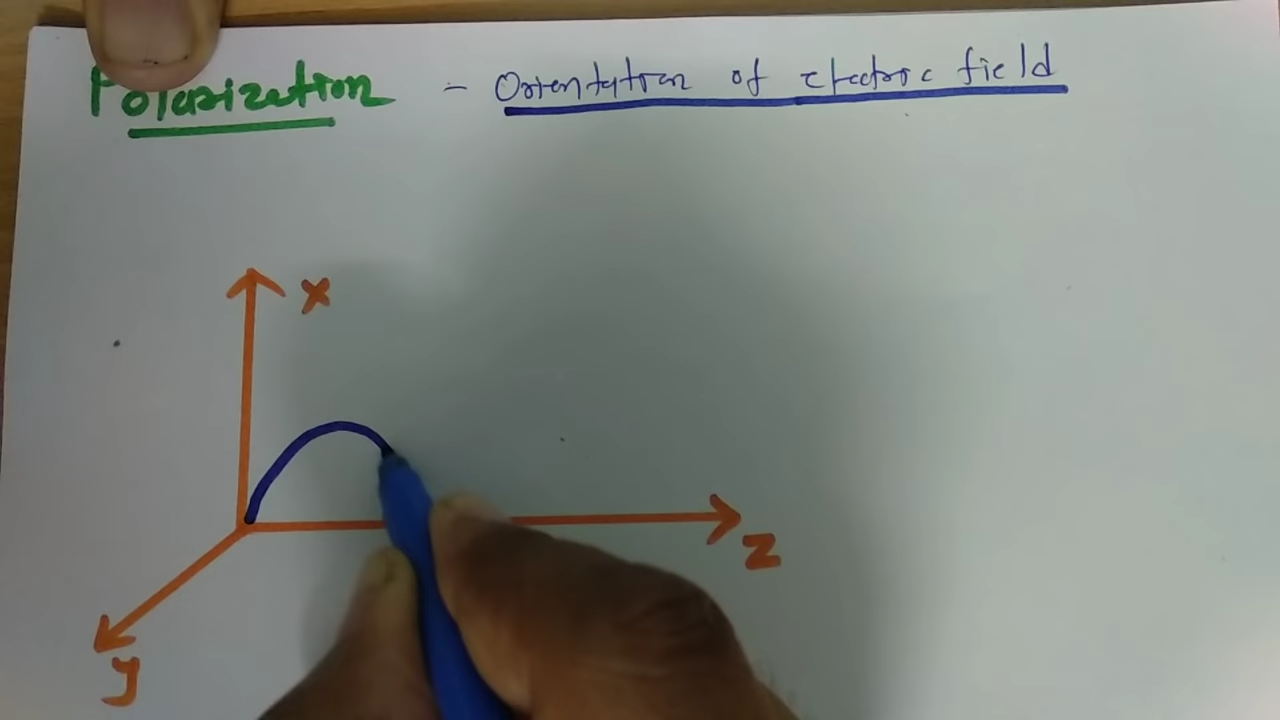 Polarization - Orientation of electric field
x
z
y